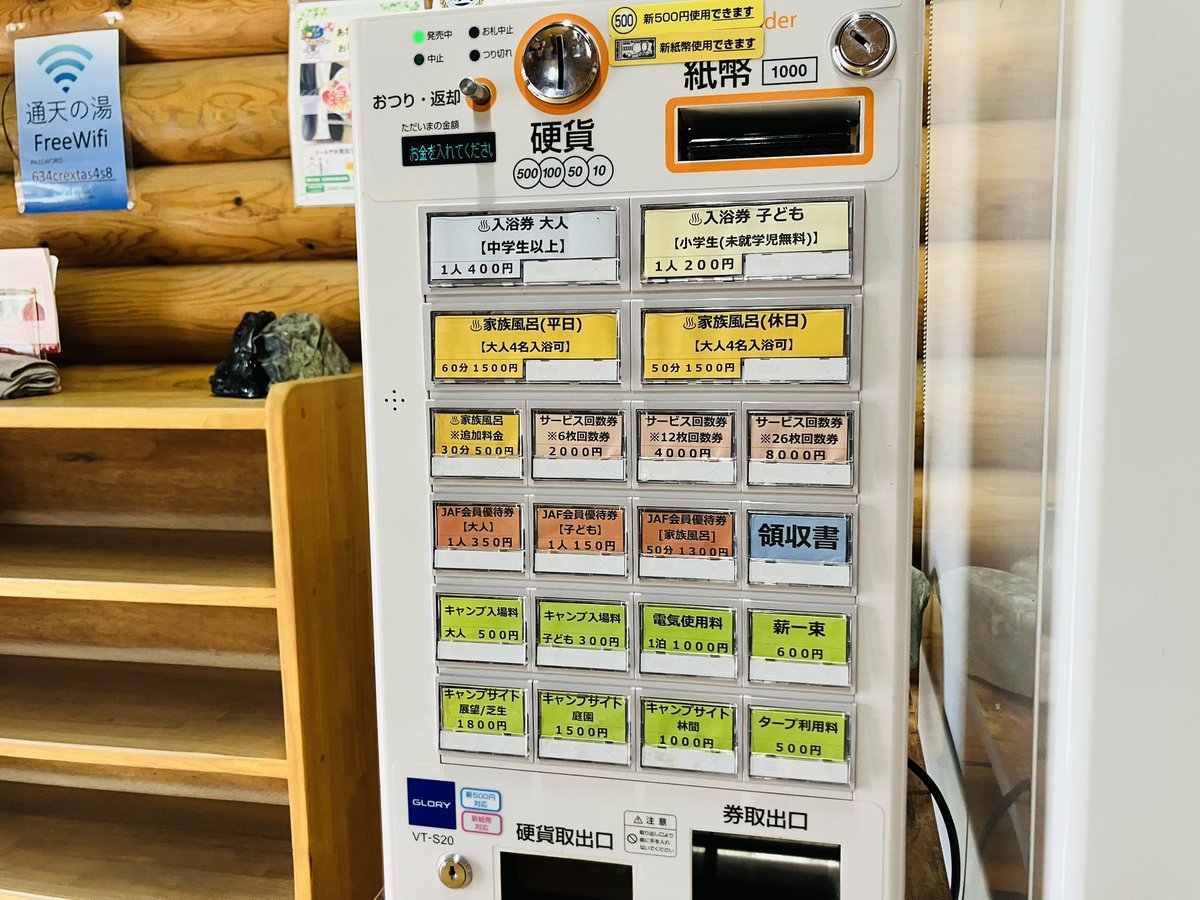 通天の湯
FreeWifi
PASSWORD
634crextas4s8
発売中
お札中止
中止
つり切れ
おつり・返却
ただいまの金額
お金を入れてください
硬貨
500 100 50 10
500 新500円使用できます
新紙幣使用できます
der
紙幣 1000
♨入浴券 大人
【中学生以上】
1人 400円
♨入浴券 子ども
【小学生(未就学児無料)】
1人 200円
♨家族風呂(平日)
【大人4名入浴可】
60分 1500円
♨家族風呂(休日)
【大人4名入浴可】
50分 1500円
♨家族風呂
※追加料金
30分 500円
サービス回数券
※6枚回数券
2000円
サービス回数券
※12枚回数券
4000円
サービス回数券
※26枚回数券
8000円
JAF会員優待券
【大人】
1人 350円
JAF会員優待券
【子ども】
1人 150円
JAF会員優待券
[家族風呂]
50分 1300円
領収書
キャンプ入場料
大人 500円
キャンプ入場料
子ども 300円
電気使用料
1泊 1000円
薪一束
600円
キャンプサイト
展望/芝生
1800円
キャンプサイト
庭園
1500円
キャンプサイト
林間
1000円
タープ利用料
500円
GLORY
新500円
対応
新紙幣
対応
VT-S20
硬貨取出口
⚠注意
取り出し口より
奥に手を入れ
ないでください
券取出口